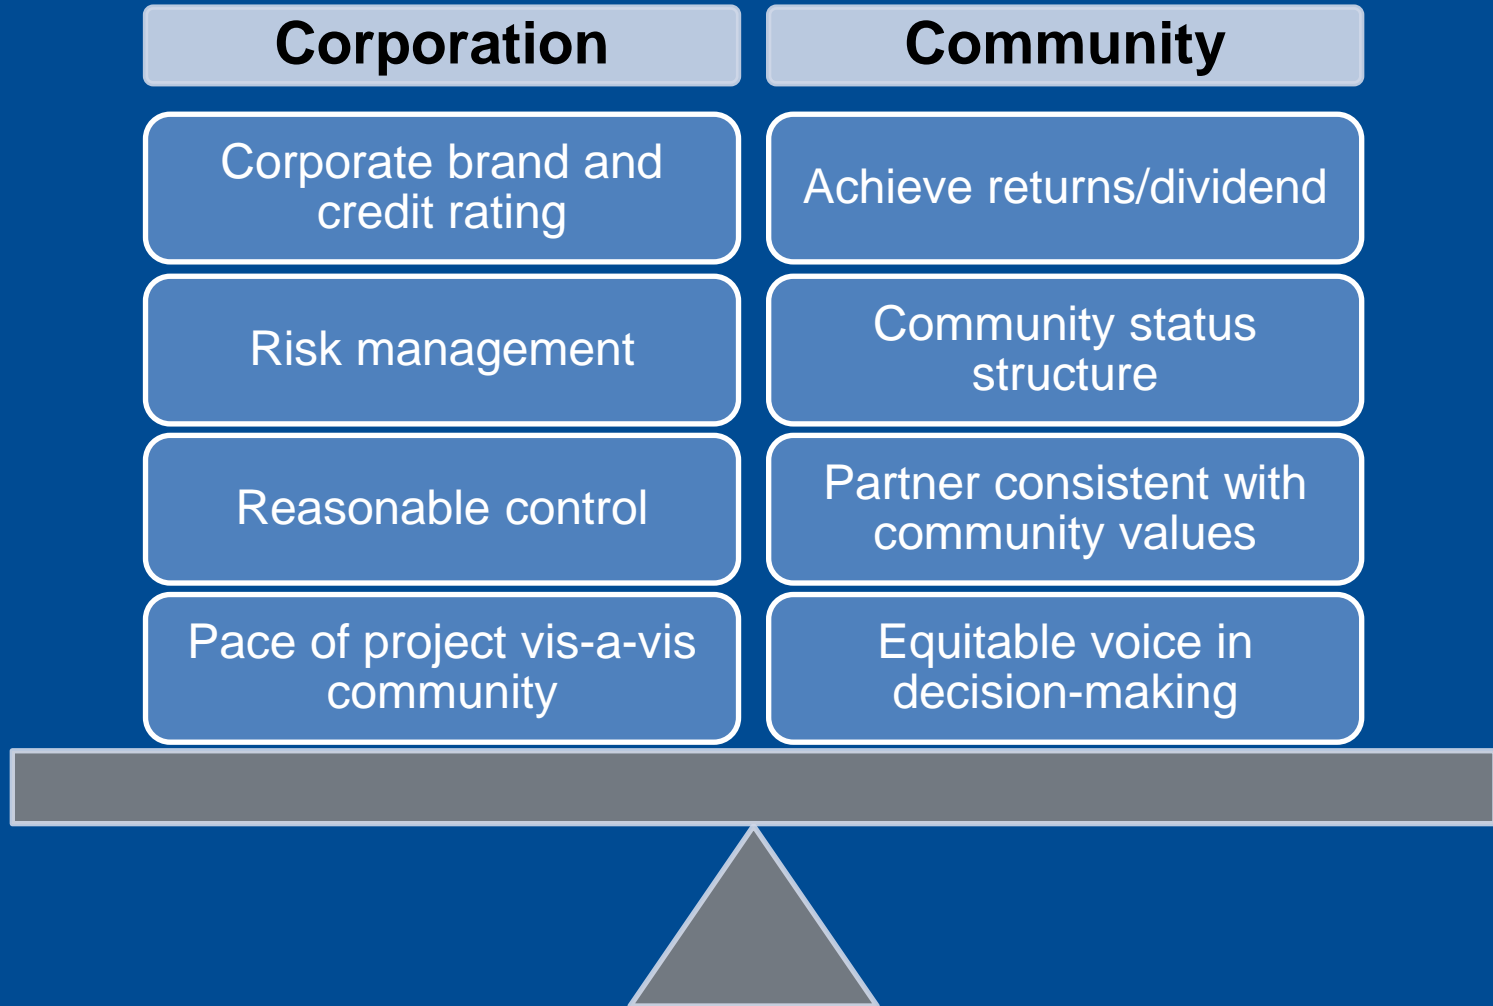 Corporation
Corporate brand and
credit rating
Risk management
Reasonable control
Pace of project vis-a-vis
community
Community
Achieve returns/dividend
Community status
structure
Partner consistent with
community values
Equitable voice in
decision-making